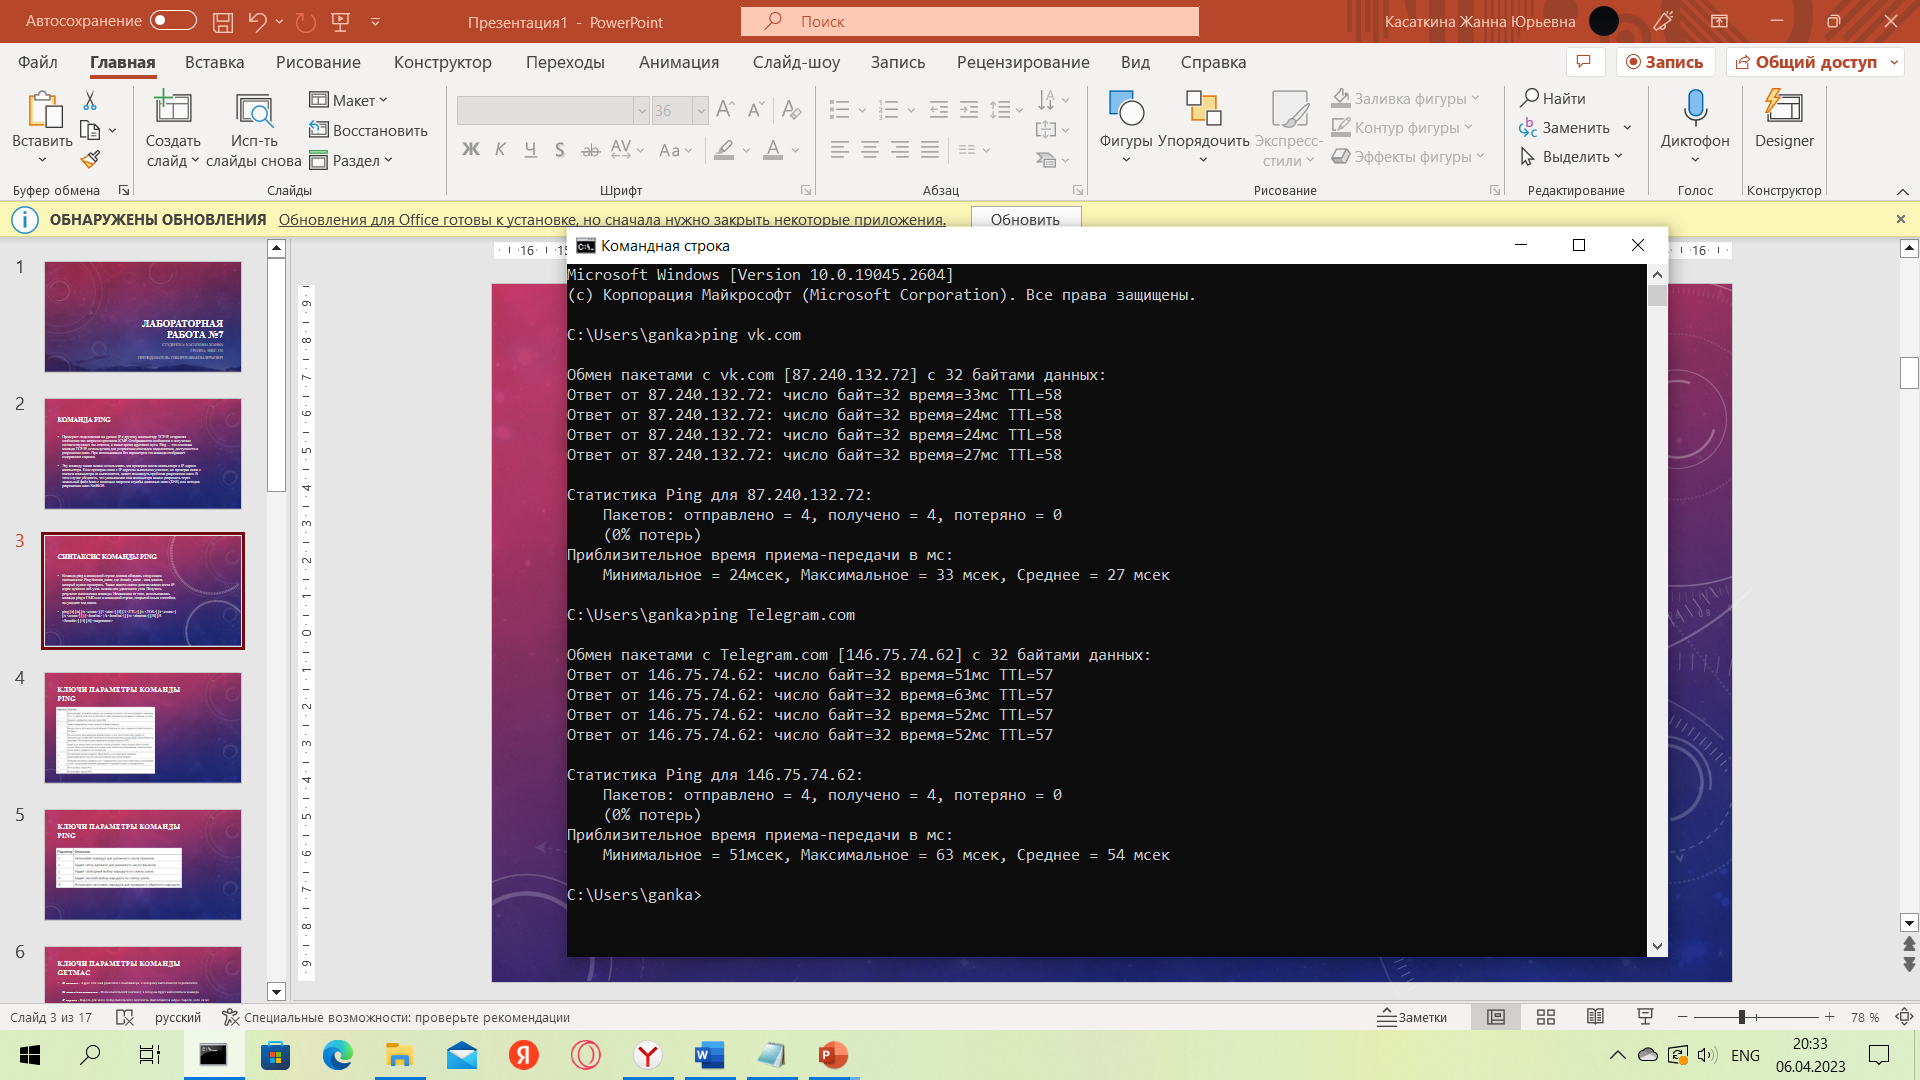 Автосохранение
Презентация1 - PowerPoint
Поиск
Касаткина Жанна Юрьевна
Файл Главная Вставка Рисование Конструктор Переходы Анимация Слайд-шоу Запись Рецензирование Вид Справка
Запись
Общий доступ
Вставить
Буфер обмена
Создать слайд
Исп-ть слайды снова
Макет
Восстановить
Раздел
Слайды
36
Ж К Ч S ab AV Aa A
Шрифт
Абзац
Фигуры
Упорядочить
Экспресс-стили
Заливка фигуры
Контур фигуры
Эффекты фигуры
Рисование
Найти
Заменить
Выделить
Редактирование
Диктофон
Голос
Designer
Конструктор
ОБНАРУЖЕНЫ ОБНОВЛЕНИЯ Обновления для Office готовы к установке, но сначала нужно закрыть некоторые приложения. Обновить
1
ЛАБОРАТОРНАЯ
РАБОТА №7
2
КОМАНДА PING
3
СИНТАКСИС КОМАНДЫ PING
4
КЛЮЧИ ПАРАМЕТРЫ КОМАНДЫ
PING
5
КЛЮЧИ ПАРАМЕТРЫ КОМАНДЫ
PING
6
КЛЮЧИ ПАРАМЕТРЫ КОМАНДЫ
GETMAC
Командная строка
Microsoft Windows [Version 10.0.19045.2604]
(c) Корпорация Майкрософт (Microsoft Corporation). Все права защищены.
C:\Users\ganka>ping vk.com
Обмен пакетами с vk.com [87.240.132.72] с 32 байтами данных:
Ответ от 87.240.132.72: число байт=32 время=33мс TTL=58
Ответ от 87.240.132.72: число байт=32 время=24мс TTL=58
Ответ от 87.240.132.72: число байт=32 время=24мс TTL=58
Ответ от 87.240.132.72: число байт=32 время=27мс TTL=58
Статистика Ping для 87.240.132.72:
Пакетов: отправлено = 4, получено = 4, потеряно = 0
(0% потерь)
Приблизительное время приема-передачи в мс:
Минимальное = 24мсек, Максимальное = 33 мсек, Среднее = 27 мсек
C:\Users\ganka>ping Telegram.com
Обмен пакетами с Telegram.com [146.75.74.62] с 32 байтами данных:
Ответ от 146.75.74.62: число байт=32 время=51мс TTL=57
Ответ от 146.75.74.62: число байт=32 время=63мс TTL=57
Ответ от 146.75.74.62: число байт=32 время=52мс TTL=57
Ответ от 146.75.74.62: число байт=32 время=52мс TTL=57
Статистика Ping для 146.75.74.62:
Пакетов: отправлено = 4, получено = 4, потеряно = 0
(0% потерь)
Приблизительное время приема-передачи в мс:
Минимальное = 51мсек, Максимальное = 63 мсек, Среднее = 54 мсек
C:\Users\ganka>
Слайд 3 из 17
русский
Специальные возможности: проверьте рекомендации
Заметки
78 %
ENG
20:33
06.04.2023